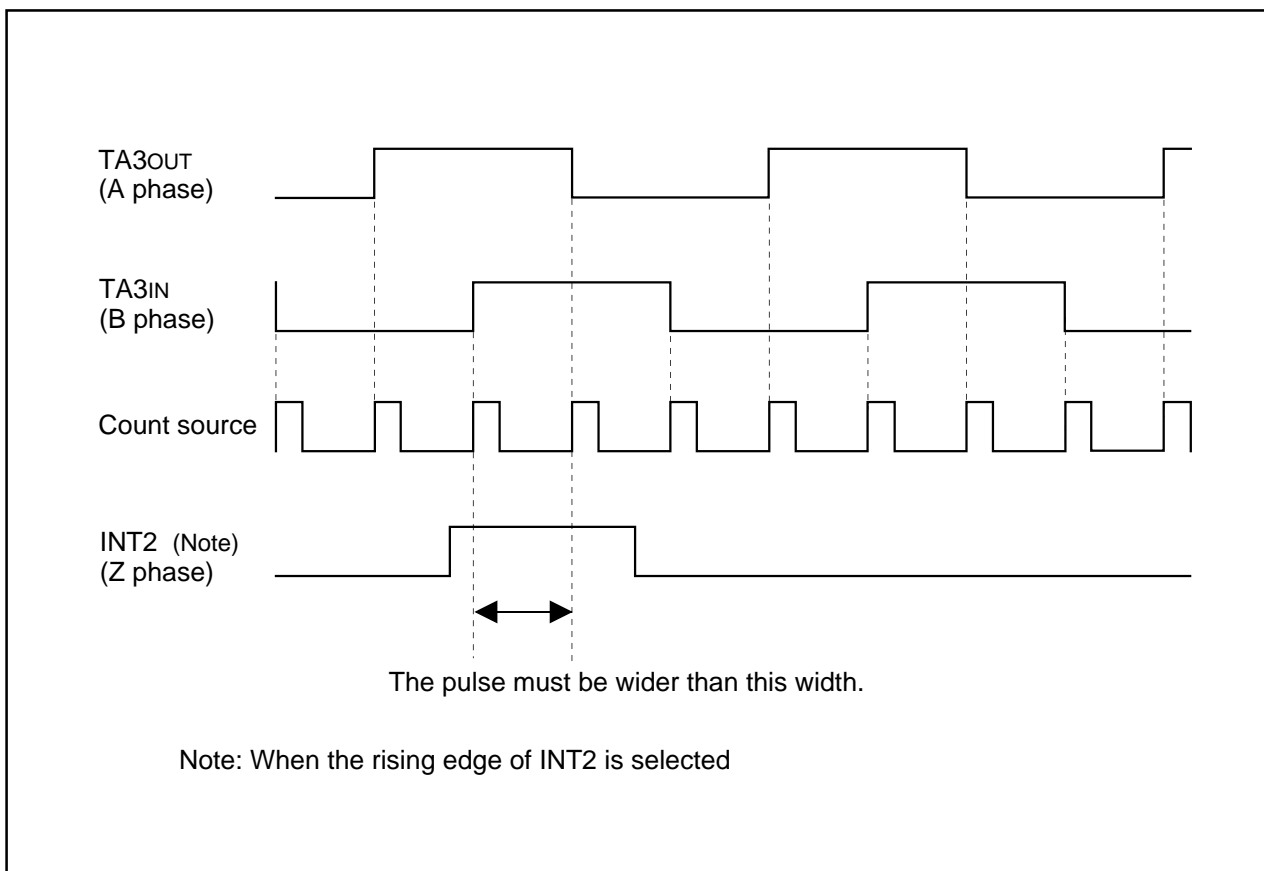 TA3OUT
(A phase)
TA3IN
(B phase)
Count source
INT2 (Note)
(Z phase)
The pulse must be wider than this width.
Note: When the rising edge of INT2 is selected